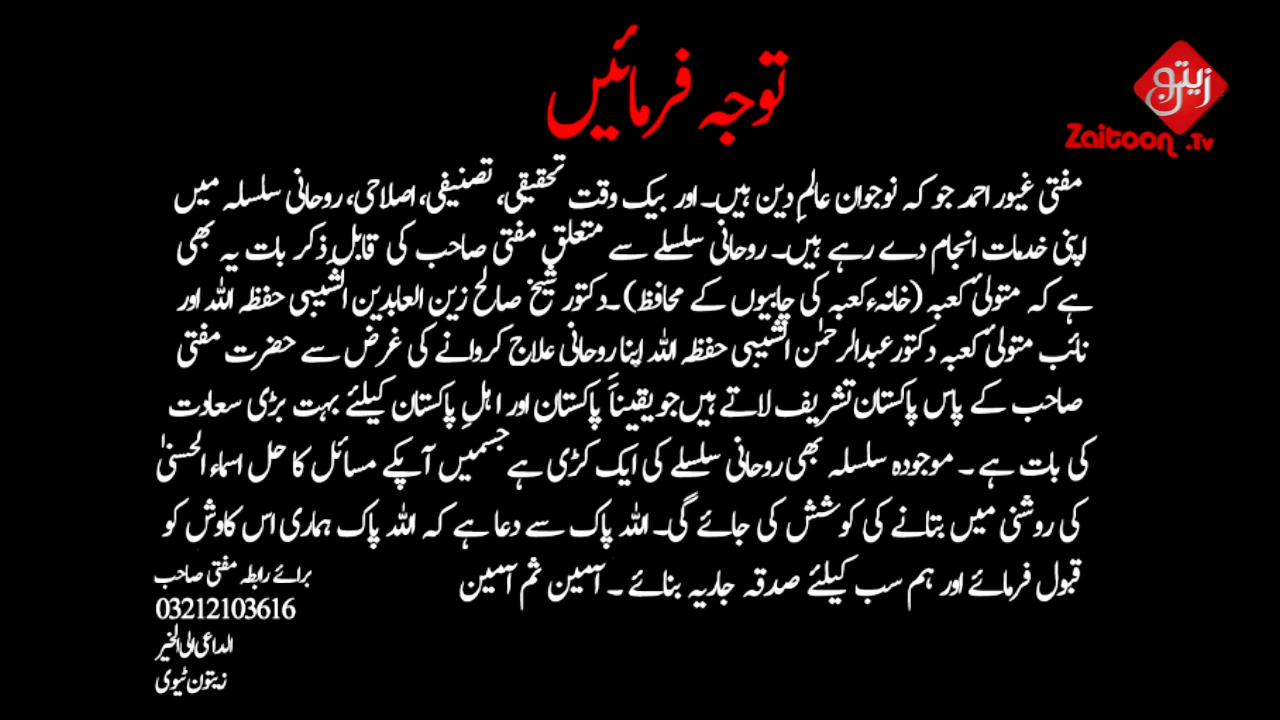 توجہ فرمائیں
زیتون
Zaitoon.Tv
مفتی غیور احمد جو کہ نوجوان عالمِ دین ہیں۔ اور بیک وقت تحقیقی، تصنیفی، اصلاحی، روحانی سلسلہ میں
اپنی خدمات انجام دے رہے ہیں۔ روحانی سلسلے سے متعلق مفتی صاحب کی قابلِ ذکر بات یہ بھی
ہے کہ متولیٔ کعبہ (خانہءکعبہ کی چابیوں کے محافظ)۔ دکتور شیخ صالح زین العابدین الشیبی حفظہ اللہ اور
نائب متولیٔ کعبہ دکتورعبدالرحمٰن الشیبی حفظہ اللہ اپنا روحانی علاج کروانے کی غرض سے حضرت مفتی
صاحب کے پاس پاکستان تشریف لاتے ہیں جو یقیناََ پاکستان اور اہلِ پاکستان کیلئے بہت بڑی سعادت
کی بات ہے ۔ موجودہ سلسلہ بھی روحانی سلسلے کی ایک کڑی ہے جسمیں آپکے مسائل کا حل اسماء الحسنیٰ
کی روشنی میں بتانے کی کوشش کی جائے گی۔ اللہ پاک سے دعا ہے کہ اللہ پاک ہماری اس کاوش کو
قبول فرمائے اور ہم سب کیلئے صدقہ جاریہ بنائے ۔ آمین ثم آمین
برائے رابطہ مفتی صاحب
03212103616
الداعی الی الخیر
زیتون ٹیوی